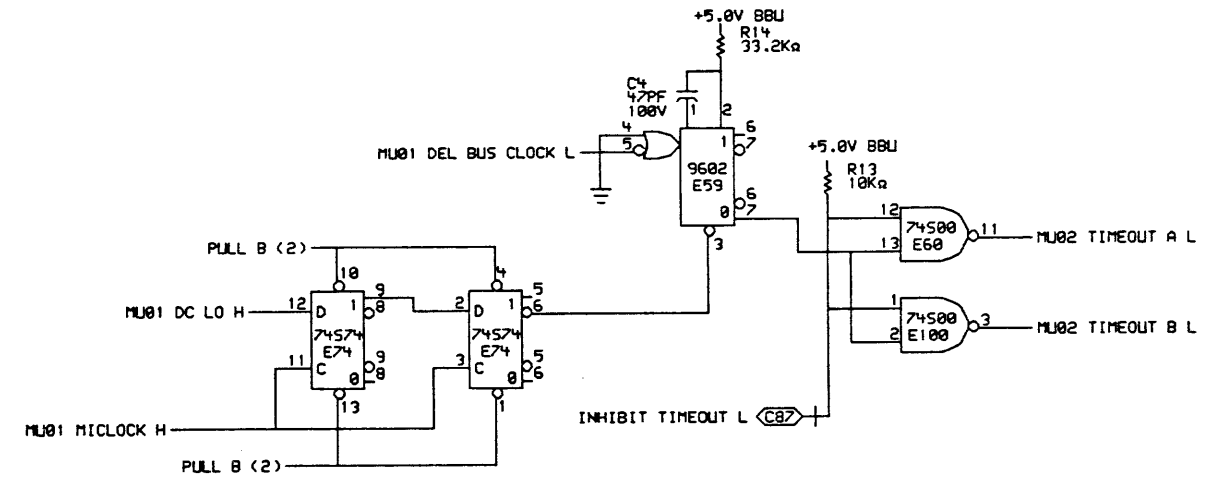 +5.0V BBU
R14
33.2KΩ
C4
47PF
100V
1
2
4
5
MU01 DEL BUS CLOCK L
1
6
7
9602
E59
6
7
0
3
+5.0V BBU
R13
10KΩ
12
13
74S00
E60
11
MU02 TIMEOUT A L
1
2
74S00
E100
3
MU02 TIMEOUT B L
PULL B (2)
10
4
MU01 DC LO H
12
D
1
9
8
74S74
E74
11
C
9
8
0
13
2
D
1
5
6
74S74
E74
3
C
5
6
0
1
INHIBIT TIMEOUT L
C87
MU01 MICLOCK H
PULL B (2)